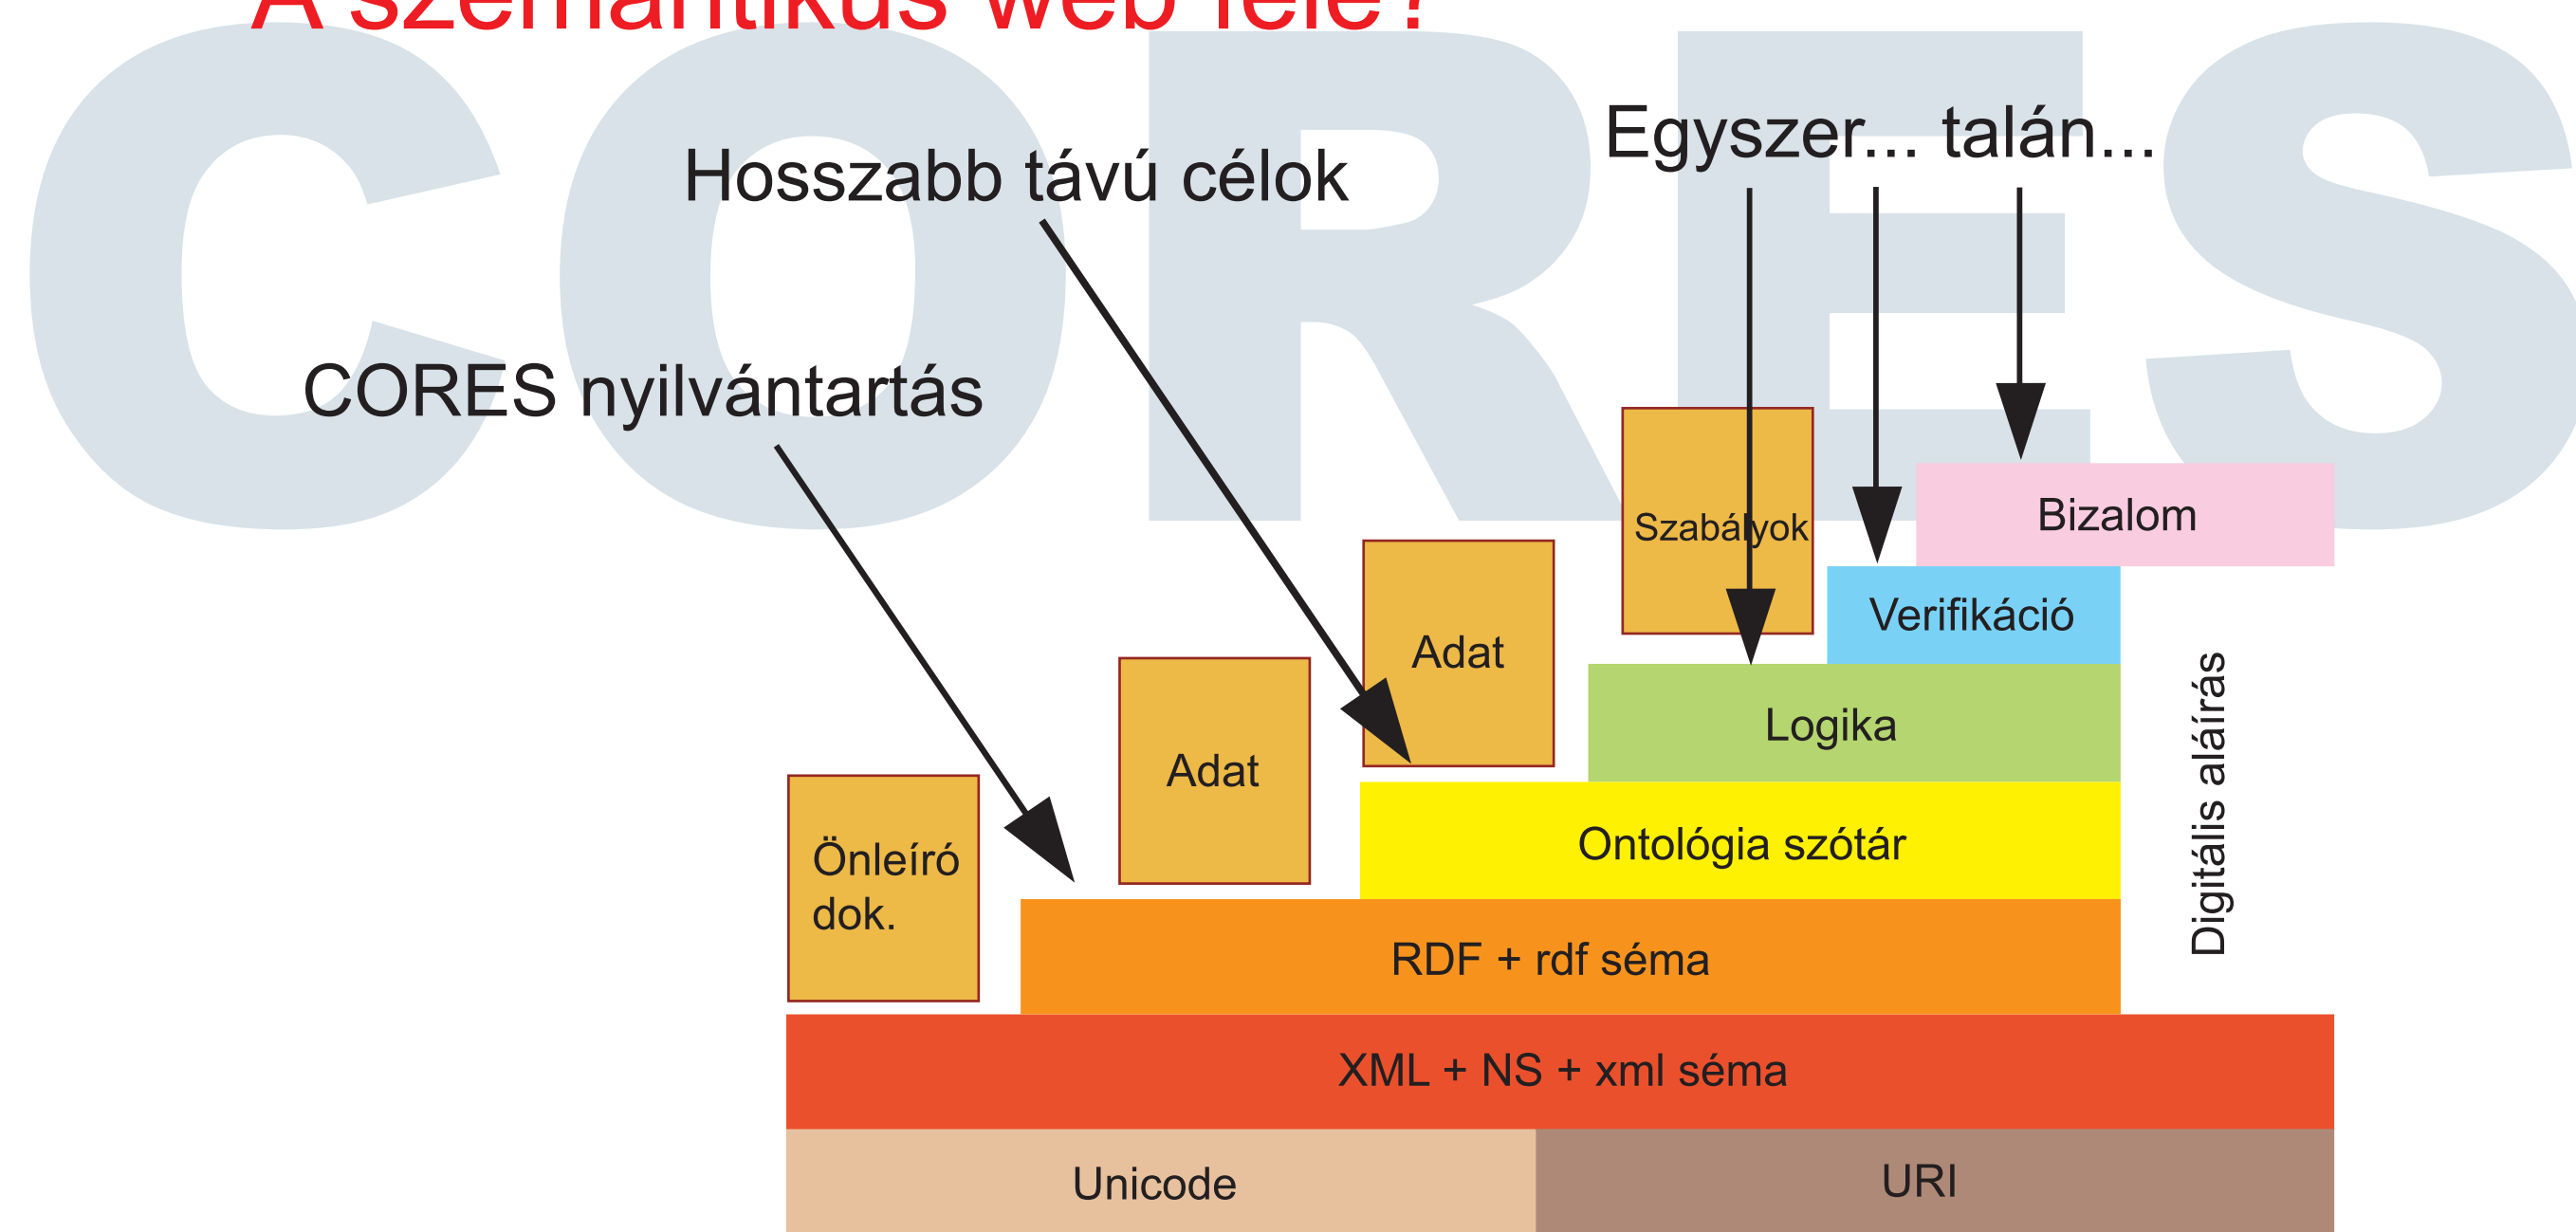 A szemantikus web felé?
CORES
Egyszer... talán...
Hosszabb távú célok
CORES nyilvántartás
Bizalom
Szabályok
Verifikáció
Adat
Logika
Adat
Digitális aláírás
Ontológia szótár
Önleíró
dok.
RDF + rdf séma
XML + NS + xml séma
Unicode
URI